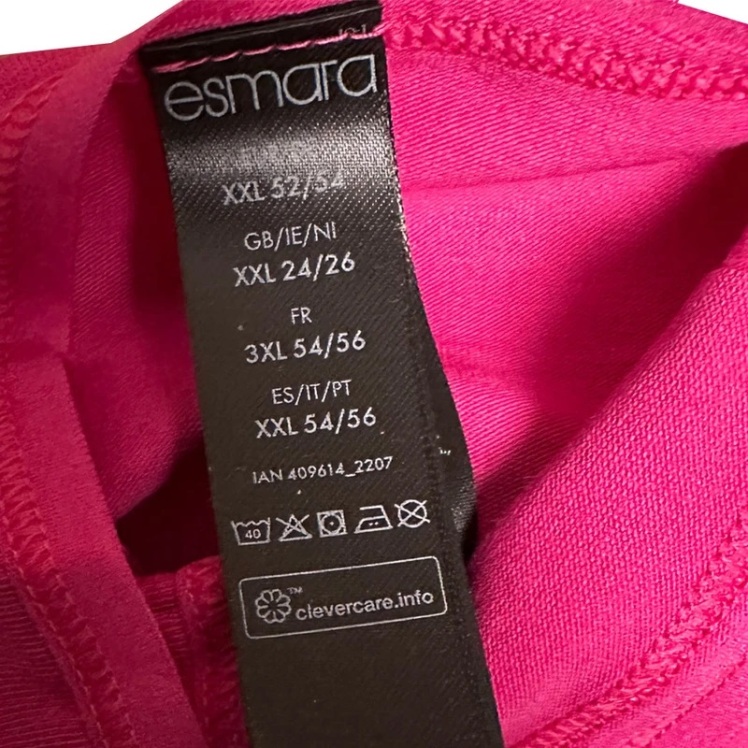 esmara
XXL 52/54
GB/IE/NI
XXL 24/26
FR
3XL 54/56
ES/IT/PT
XXL 54/56
IAN 409614_2207
40
clevercare.info
TM